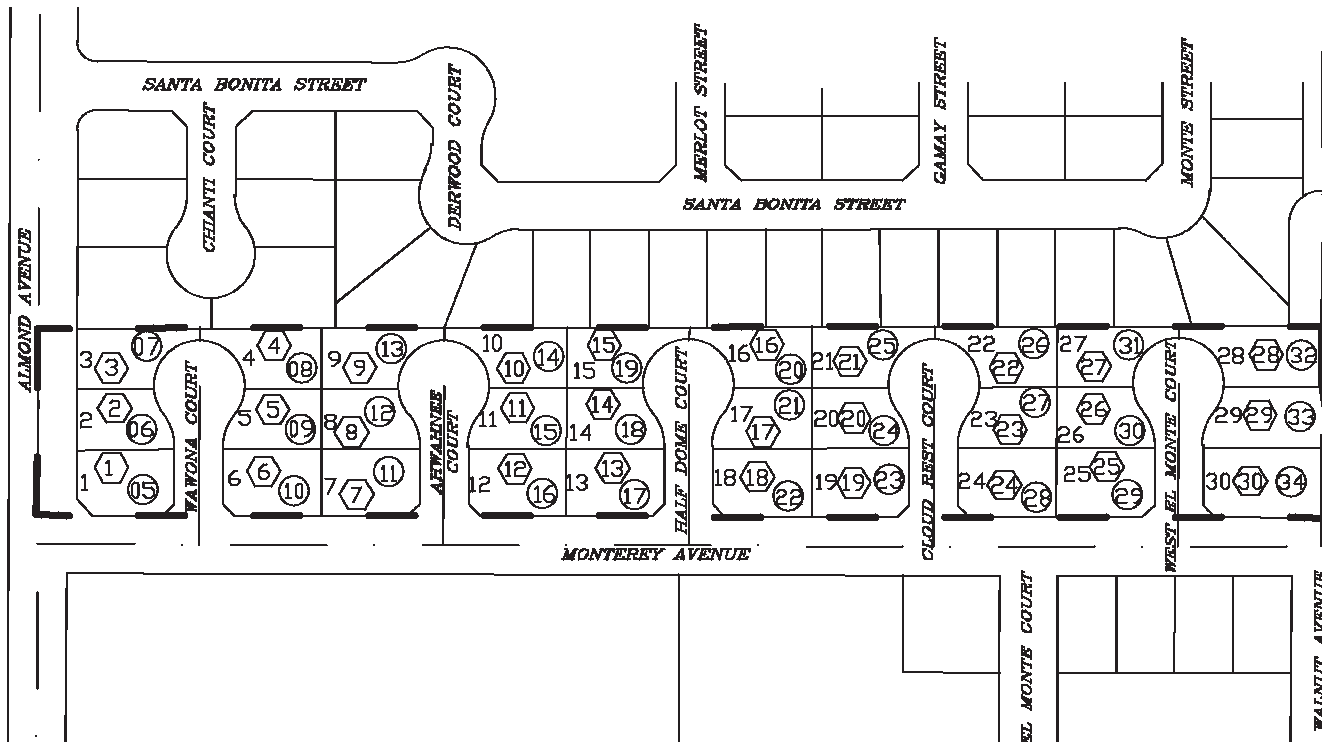 SANTA BONITA STREET
CHIANTI COURT
DERWOOD COURT
MERLOT STREET
GAMAY STREET
MONTE STREET
SANTA BONITA STREET
ALMOND AVENUE
3 3 07
4 4 08
9 9 13
10 10 14
15 15 19
16 16 20
21 21 25
22 22 26
27 27 31
28 28 32
2 2 06
5 5 09
8 8 12
11 11 15
14 14 18
17 17 21
20 20 24
23 23 27
26 26 30
29 29 33
1 1 05
6 6 10
7 7 11
12 12 16
13 13 17
18 18 22
19 19 23
24 24 28
25 25 29
30 30 34
WAWONA COURT
AHWAHNEE
COURT
HALF DOME COURT
CLOUD REST COURT
WEST EL MONTE COURT
MONTEREY AVENUE
EL MONTE COURT
WALNUT AVENUE